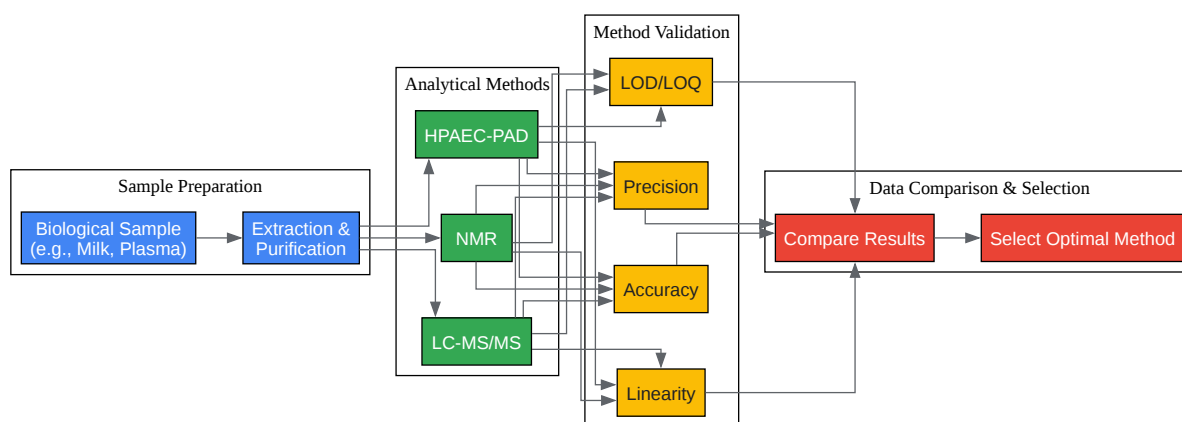 Sample Preparation
Biological Sample
(e.g., Milk, Plasma)
Extraction &
Purification
Analytical Methods
HPAEC-PAD
NMR
LC-MS/MS
Method Validation
LOD/LOQ
Precision
Accuracy
Linearity
Data Comparison & Selection
Compare Results
Select Optimal Method